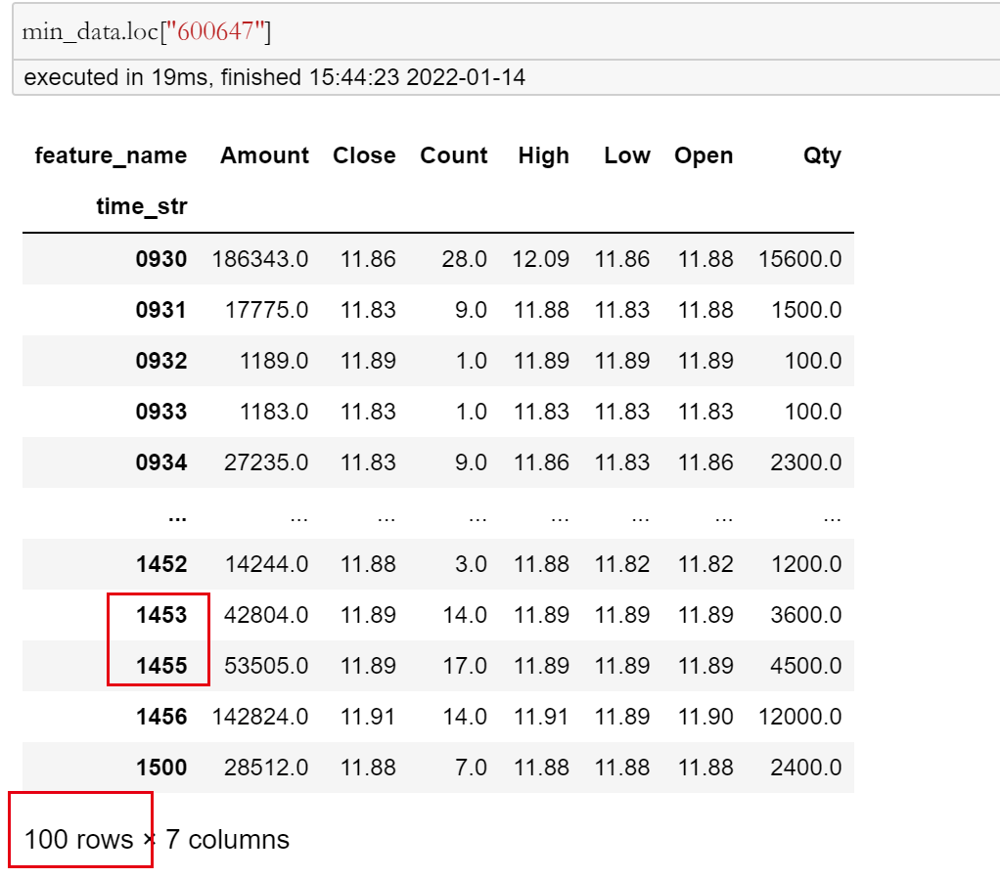 min_data.loc["600647"]
executed in 19ms, finished 15:44:23 2022-01-14
feature_name Amount Close Count High Low Open Qty
time_str
0930 186343.0 11.86 28.0 12.09 11.86 11.88 15600.0
0931 17775.0 11.83 9.0 11.88 11.83 11.88 1500.0
0932 1189.0 11.89 1.0 11.89 11.89 11.89 100.0
0933 1183.0 11.83 1.0 11.83 11.83 11.83 100.0
0934 27235.0 11.83 9.0 11.86 11.83 11.86 2300.0
... ... ... ... ... ... ... ...
1452 14244.0 11.88 3.0 11.88 11.82 11.82 1200.0
1453 42804.0 11.89 14.0 11.89 11.89 11.89 3600.0
1455 53505.0 11.89 17.0 11.89 11.89 11.89 4500.0
1456 142824.0 11.91 14.0 11.91 11.89 11.90 12000.0
1500 28512.0 11.88 7.0 11.88 11.88 11.88 2400.0
100 rows × 7 columns